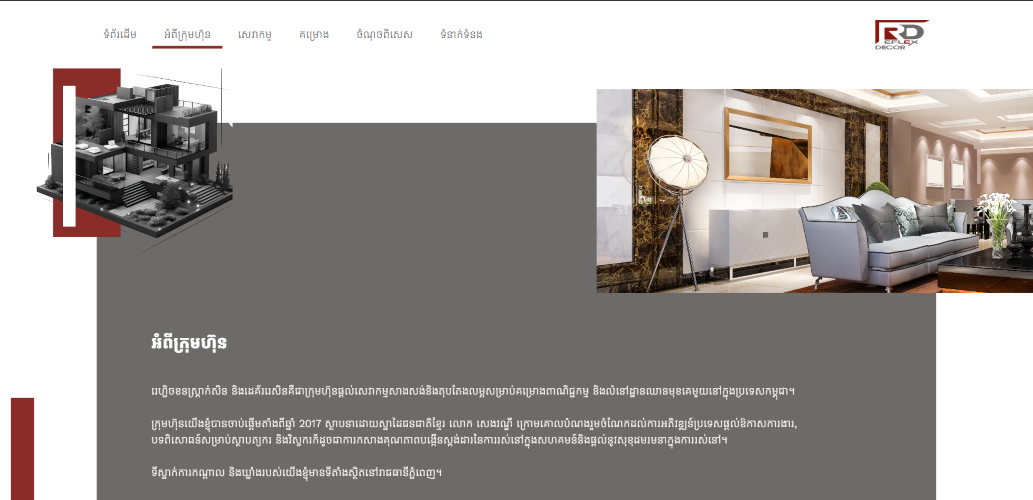 ទំព័រដើម
អំពីក្រុមហ៊ុន
សេវាកម្ម
គម្រោង
ចំណុចពិសេស
ទំនាក់ទំនង
RD
EFLEX
DECOR
អំពីក្រុមហ៊ុន
រេហ្លិចខនស្ត្រាក់សិន និងដេគ័រេរសិនគឺជាក្រុមហ៊ុនផ្តល់សេវាកម្មសាងសង់និងតុបតែងលម្អសម្រាប់គម្រោងពាណិជ្ជកម្ម និងលំនៅដ្ឋានឈានមុខគេមួយនៅក្នុងប្រទេសកម្ពុជា។
ក្រុមហ៊ុនយើងខ្ញុំបានចាប់ផ្តើមតាំងពីឆ្នាំ 2017 ស្ថាបនាដោយស្នាដៃជនជាតិខ្មែរ លោក សេងវណ្ឌី ក្រោមគោលបំណងរួមចំណែកដល់ការអភិវឌ្ឍន៍ប្រទេសផ្តល់ឱកាសការងារ,
បទពិសោធន៍សម្រាប់ស្ថាបត្យករ និងវិស្វករក៏ដូចជាការកសាងគុណភាពបង្កើនស្តង់ដារនៃការរស់នៅក្នុងសហគមន៍និងផ្តល់នូវសុខុដមរមនាក្នុងការរស់នៅ។
ទីស្នាក់ការកណ្តាល និងឃ្លាំងរបស់យើងខ្ញុំមានទីតាំងស្ថិតនៅរាជធានីភ្នំពេញ។